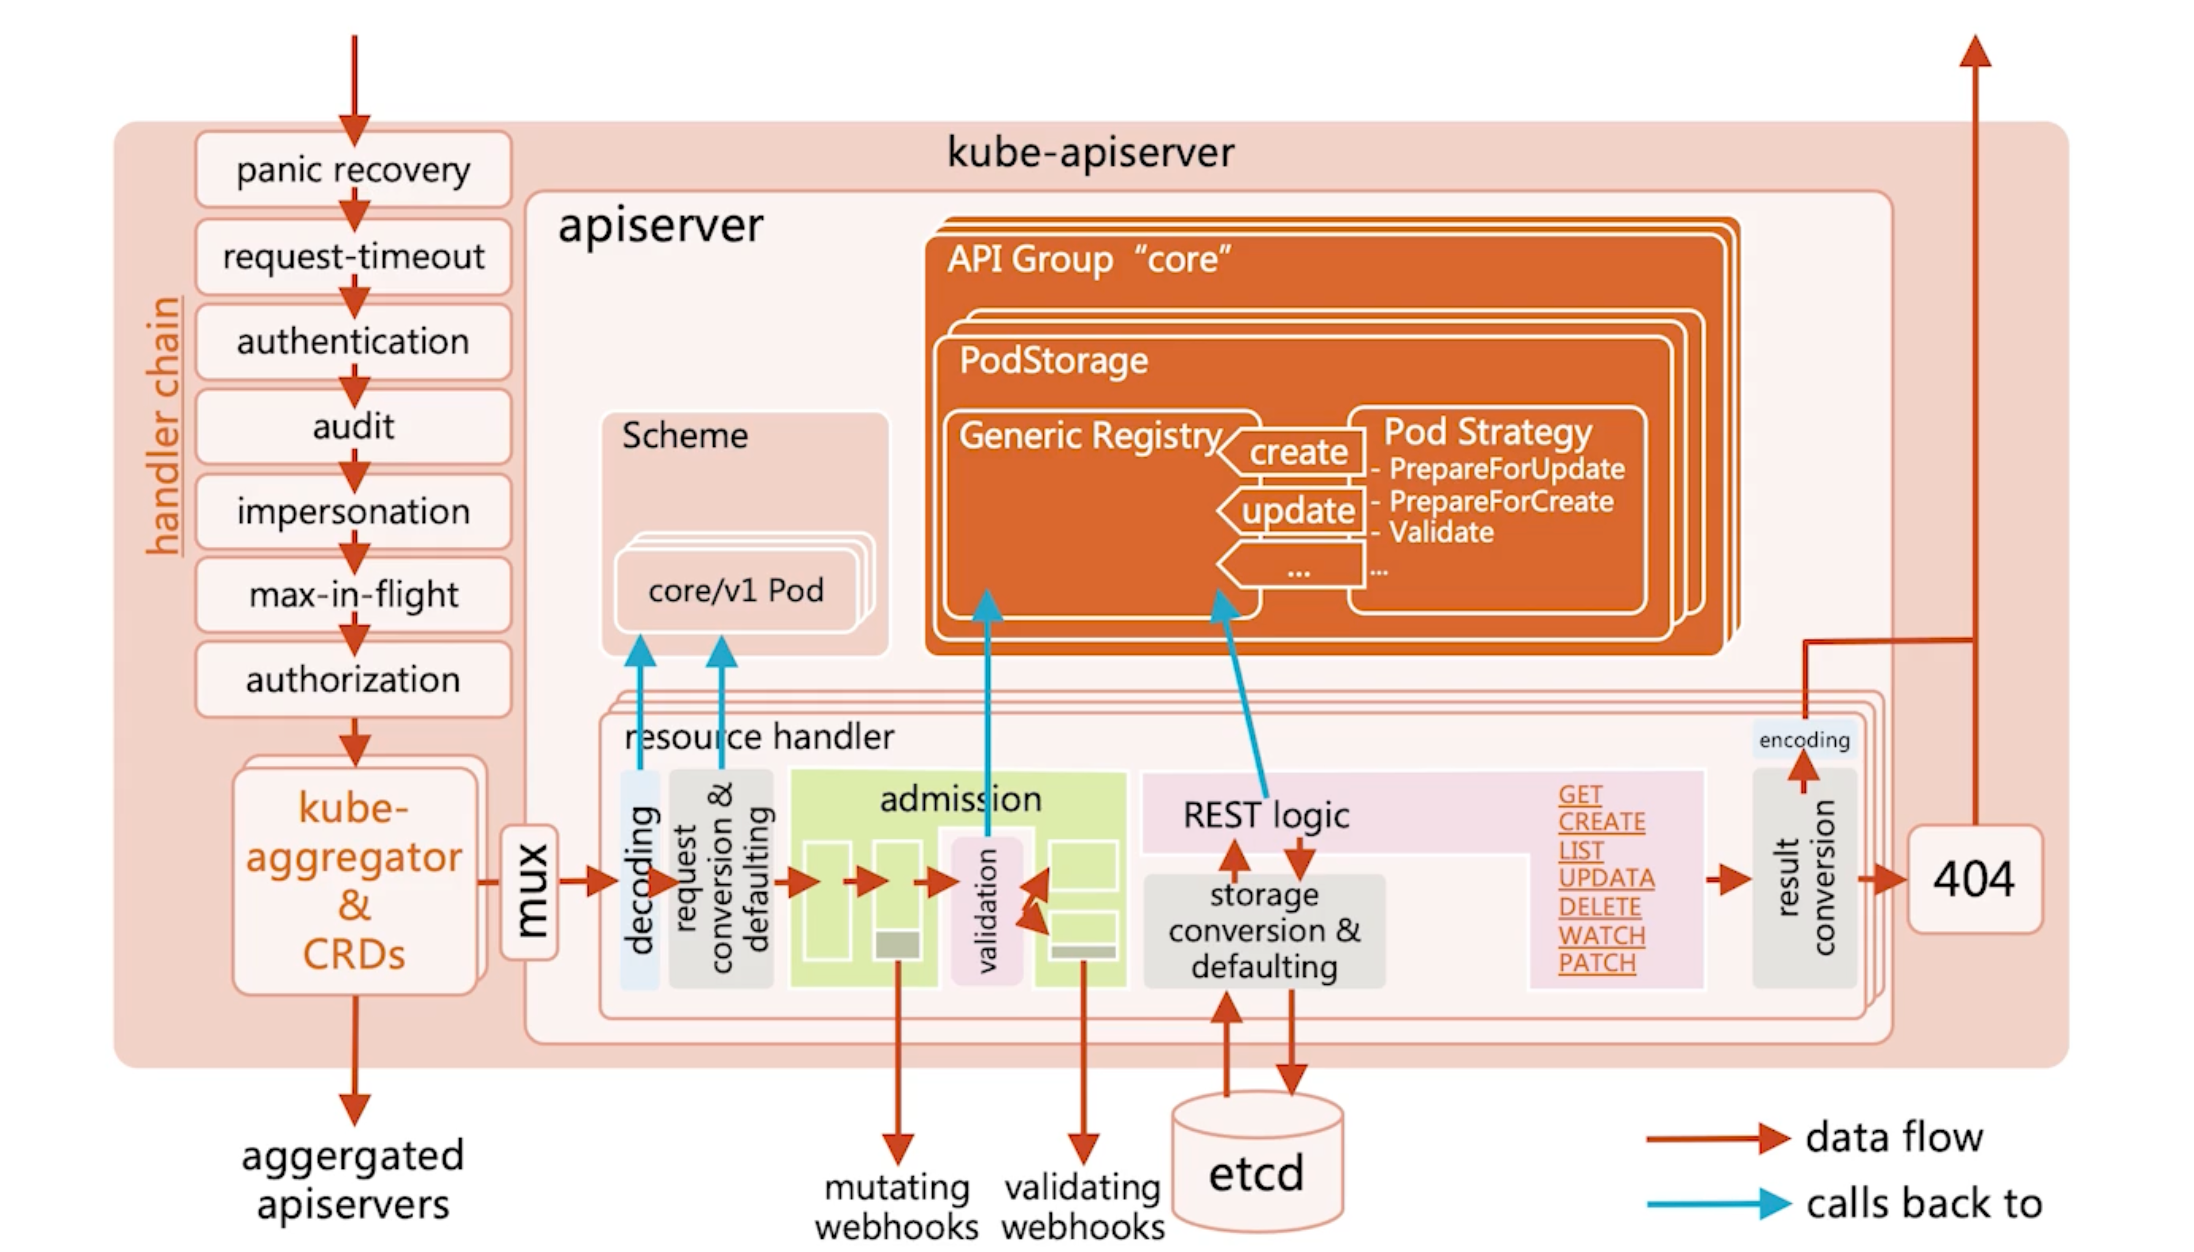 kube-apiserver
handler chain
panic recovery
request-timeout
authentication
audit
impersonation
max-in-flight
authorization
kube-
aggregator
&
CRDs
aggergated
apiservers
mux
apiserver
Scheme
core/v1 Pod
API Group “core”
PodStorage
Generic Registry
create
update
...
Pod Strategy
- PrepareForUpdate
- PrepareForCreate
- Validate
...
resource handler
decoding
request
conversion &
defaulting
admission
validation
mutating
webhooks
validating
webhooks
REST logic
storage
conversion &
defaulting
etcd
GET
CREATE
LIST
UPDATA
DELETE
WATCH
PATCH
encoding
result
conversion
404
data flow
calls back to